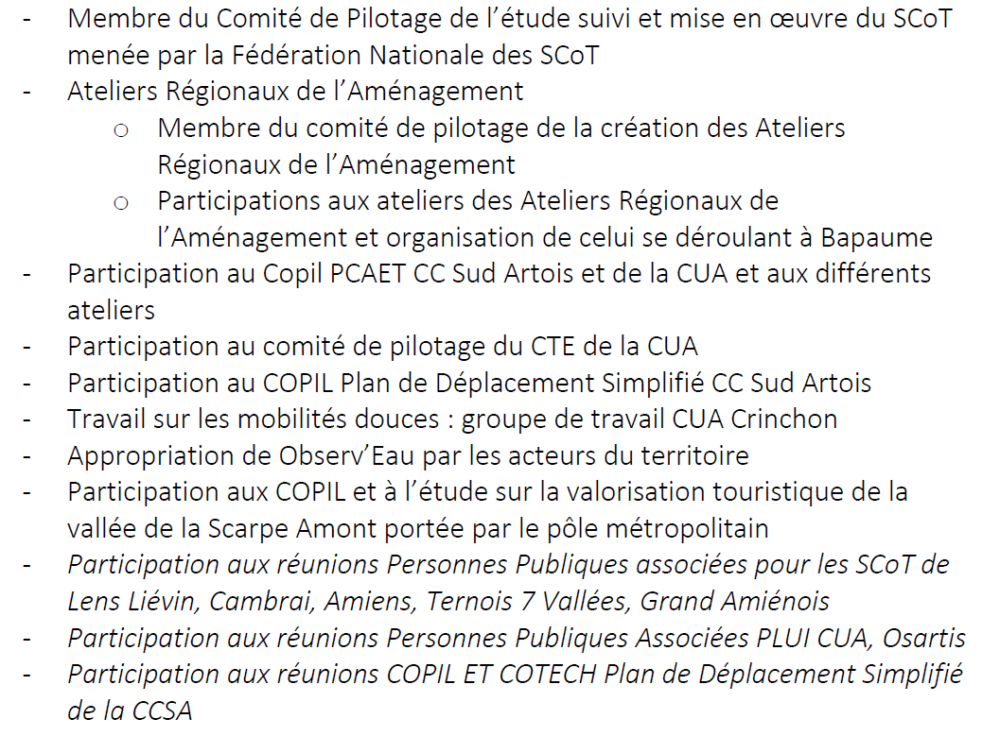 - Membre du Comité de Pilotage de l’étude suivi et mise en œuvre du SCoT
menée par la Fédération Nationale des SCoT
- Ateliers Régionaux de l’Aménagement
o Membre du comité de pilotage de la création des Ateliers
Régionaux de l’Aménagement
o Participations aux ateliers des Ateliers Régionaux de
l’Aménagement et organisation de celui se déroulant à Bapaume
- Participation au Copil PCAET CC Sud Artois et de la CUA et aux différents
ateliers
- Participation au comité de pilotage du CTE de la CUA
- Participation au COPIL Plan de Déplacement Simplifié CC Sud Artois
- Travail sur les mobilités douces : groupe de travail CUA Crinchon
- Appropriation de Observ’Eau par les acteurs du territoire
- Participation aux COPIL et à l’étude sur la valorisation touristique de la
vallée de la Scarpe Amont portée par le pôle métropolitain
- Participation aux réunions Personnes Publiques associées pour les SCoT de
Lens Liévin, Cambrai, Amiens, Ternois 7 Vallées, Grand Amiénois
- Participation aux réunions Personnes Publiques Associées PLUI CUA, Osartis
- Participation aux réunions COPIL ET COTECH Plan de Déplacement Simplifié
de la CCSA